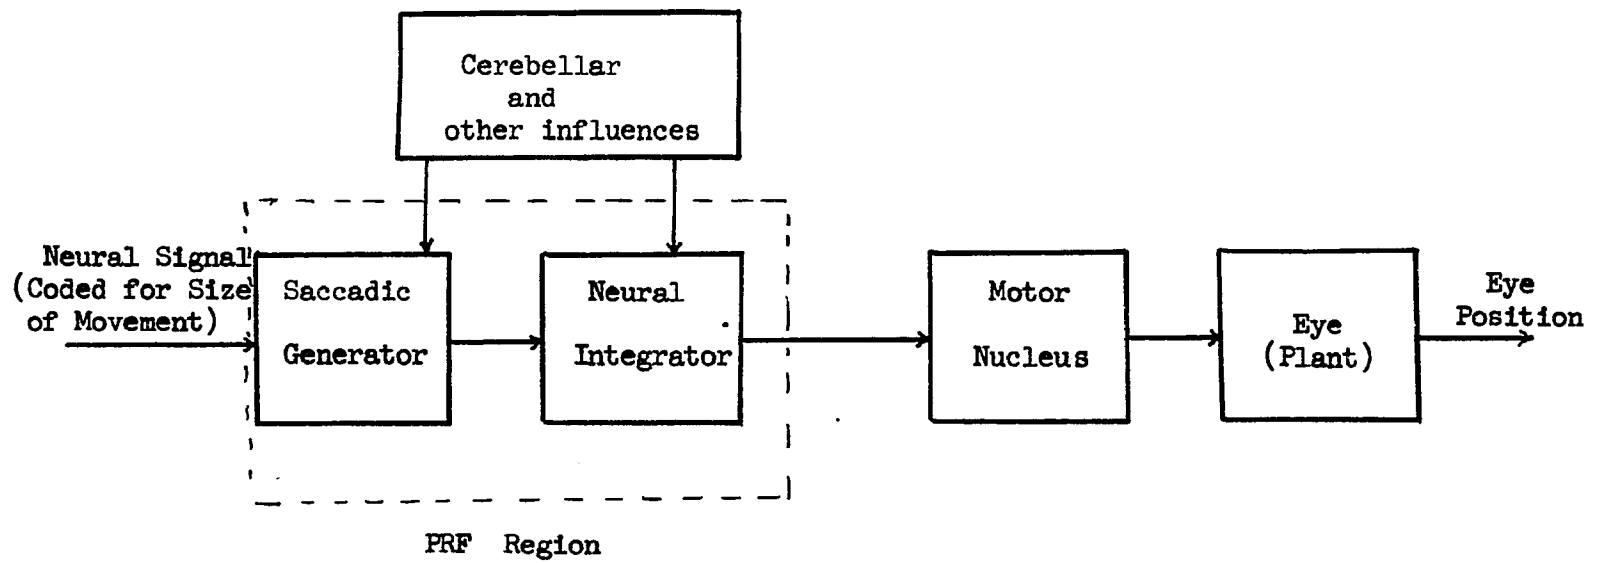 Cerebellar
and
other influences
Neural Signal
(Coded for Size
of Movement)
Saccadic
Generator
Neural
Integrator
Motor
Nucleus
Eye
(Plant)
Eye
Position
PRF Region